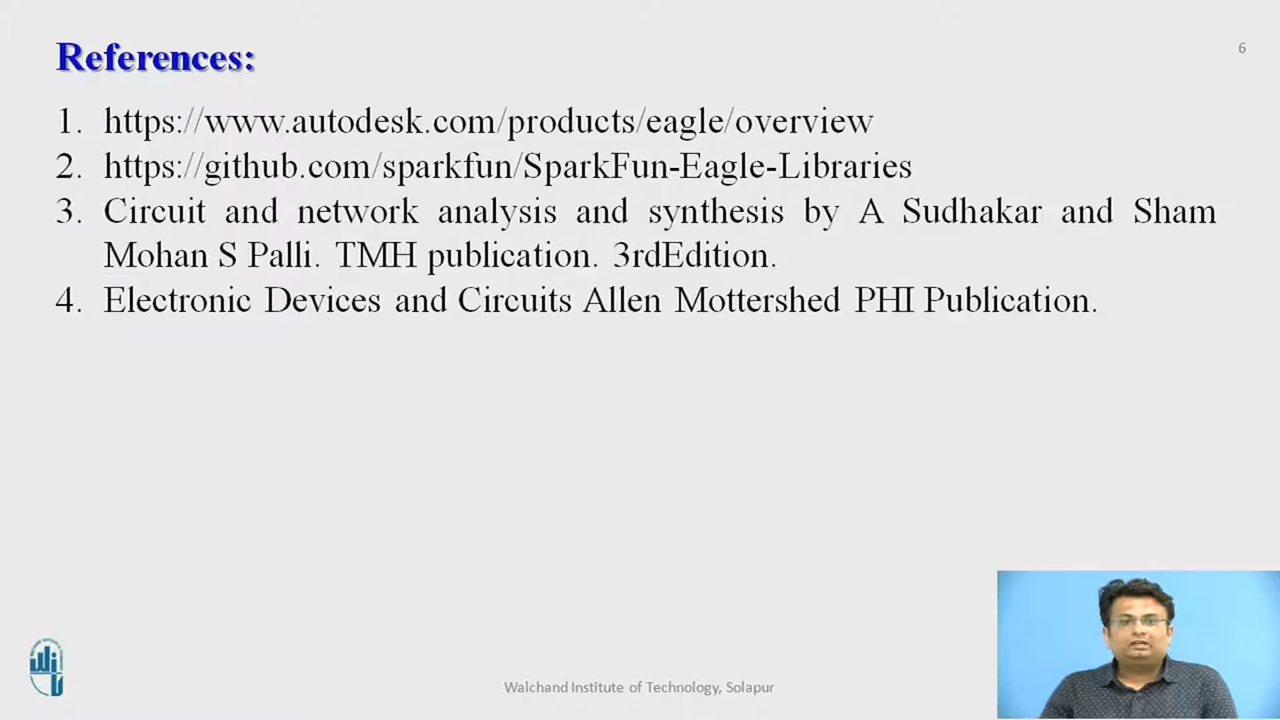 References:
6
1. https://www.autodesk.com/products/eagle/overview
2. https://github.com/sparkfun/SparkFun-Eagle-Libraries
3. Circuit and network analysis and synthesis by A Sudhakar and Sham
Mohan S Palli. TMH publication. 3rdEdition.
4. Electronic Devices and Circuits Allen Mottershed PHI Publication.
Walchand Institute of Technology, Solapur